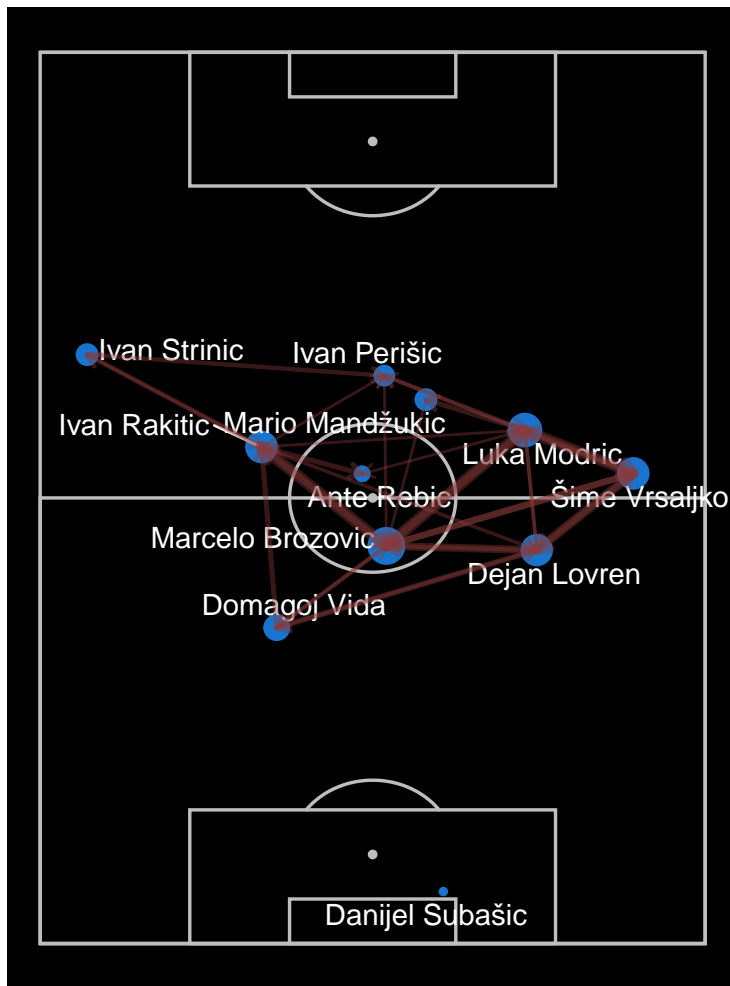 Ivan Strinic
Ivan Perišic
Ivan Rakitic
Mario Mandžukic
Luka Modric
Ante Rebic
Šime Vrsaljko
Marcelo Brozovic
Dejan Lovren
Domagoj Vida
Danijel Subašic